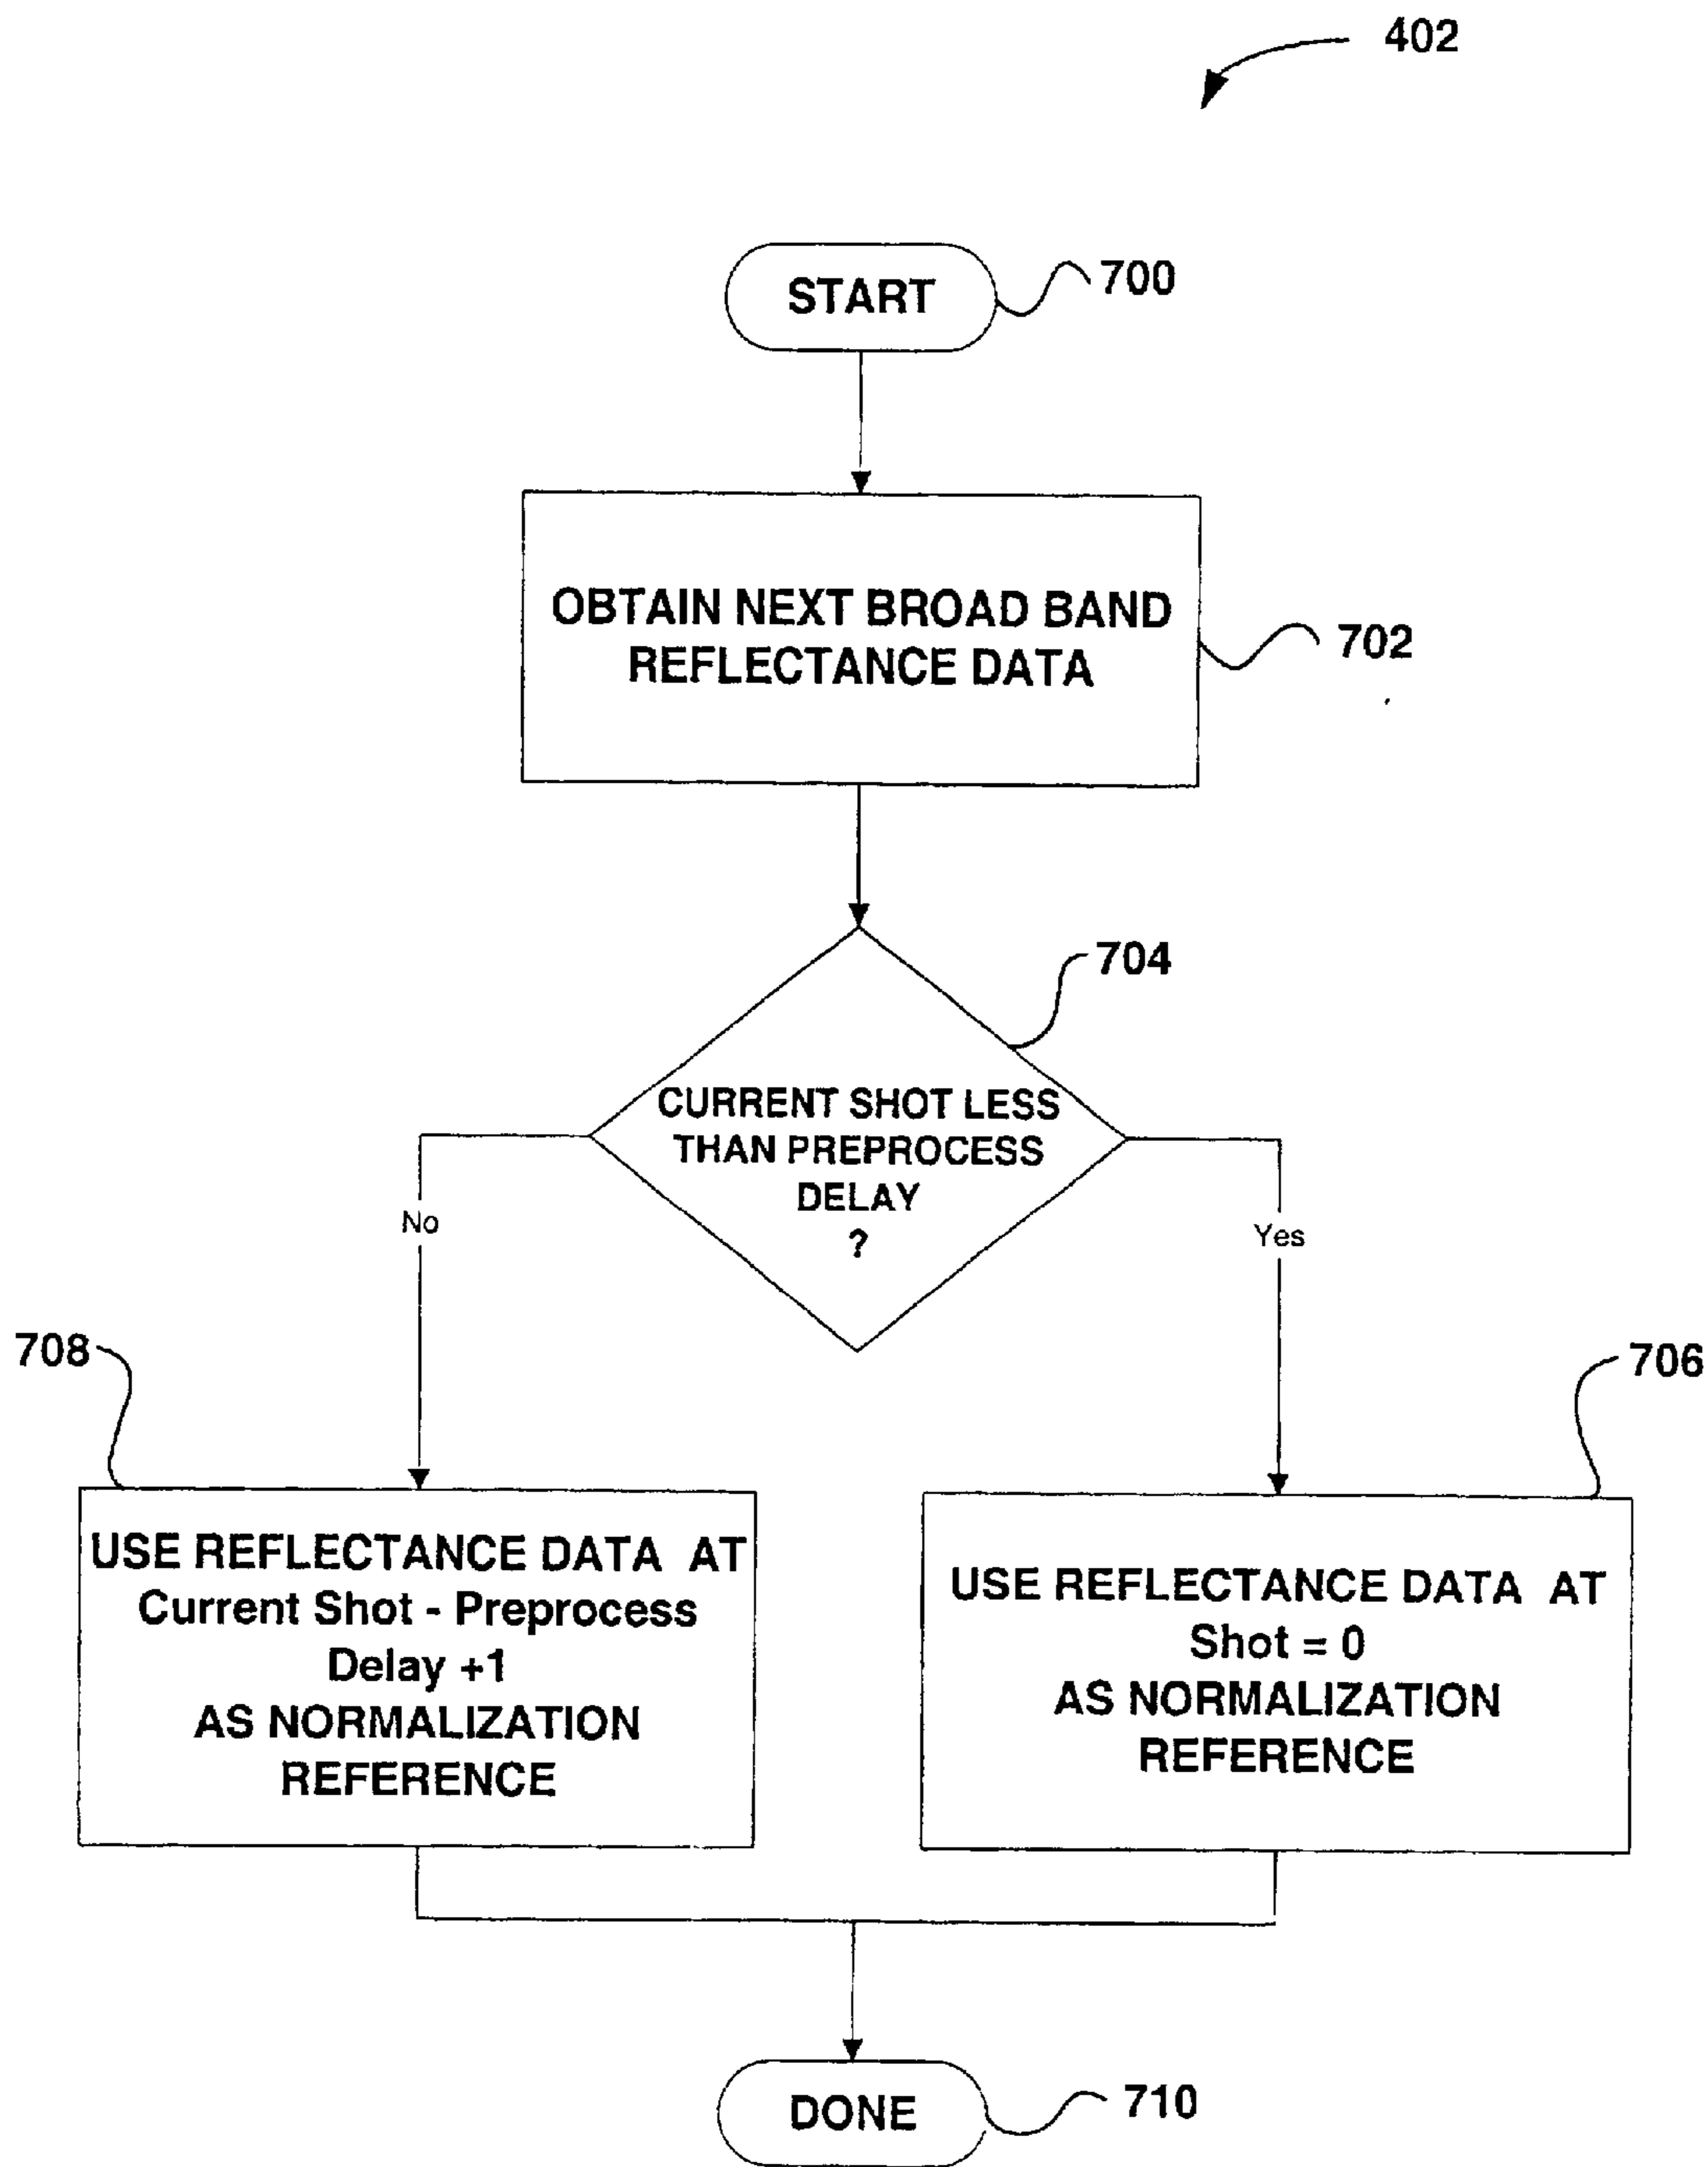 402
START
700
OBTAIN NEXT BROAD BAND
REFLECTANCE DATA
702
704
CURRENT SHOT LESS
THAN PREPROCESS
DELAY
?
No
Yes
708
706
USE REFLECTANCE DATA AT
Current Shot - Preprocess
Delay +1
AS NORMALIZATION
REFERENCE
USE REFLECTANCE DATA AT
Shot = 0
AS NORMALIZATION
REFERENCE
DONE
710